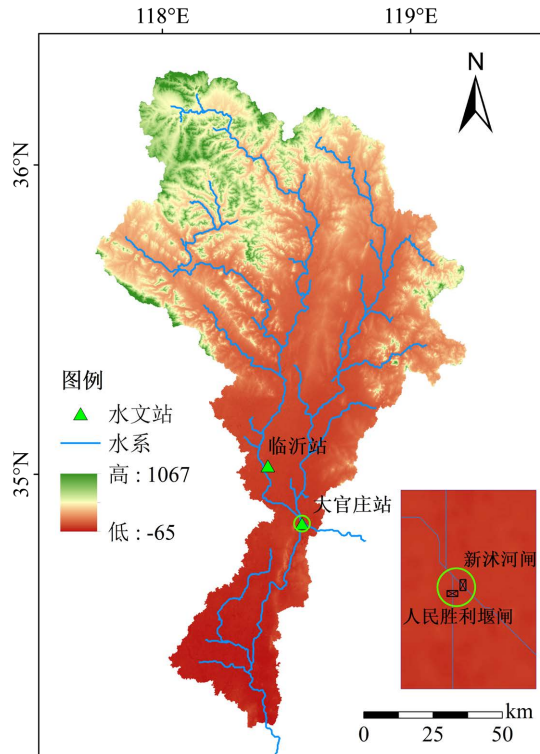 118°E
119°E
N
36°N
35°N
图例
水文站
水系
高 : 1067
低 : -65
临沂站
大官庄站
新沭河闸
人民胜利堰闸
km
0 25 50